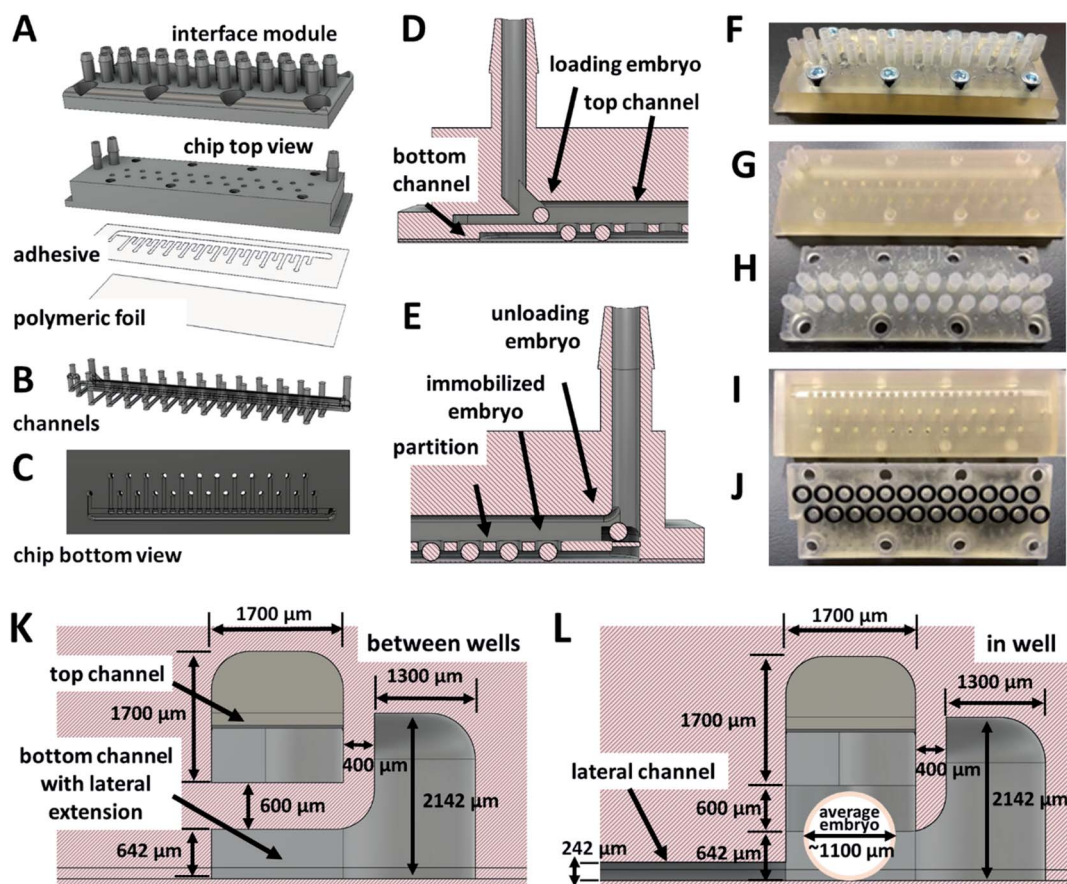 A
interface module
chip top view
adhesive
polymeric foil
B
channels
C
chip bottom view
D
loading embryo
top channel
bottom
channel
E
unloading
embryo
immobilized
embryo
partition
F
G
H
I
J
K
1700 µm
between wells
top channel
1300 µm
1700 µm
bottom channel
with lateral
extension
400
µm
600 µm
2142 µm
642 µm
L
1700 µm
in well
1300 µm
1700 µm
lateral channel
400
µm
600 µm
2142 µm
average
embryo
~1100 µm
242 µm
642 µm